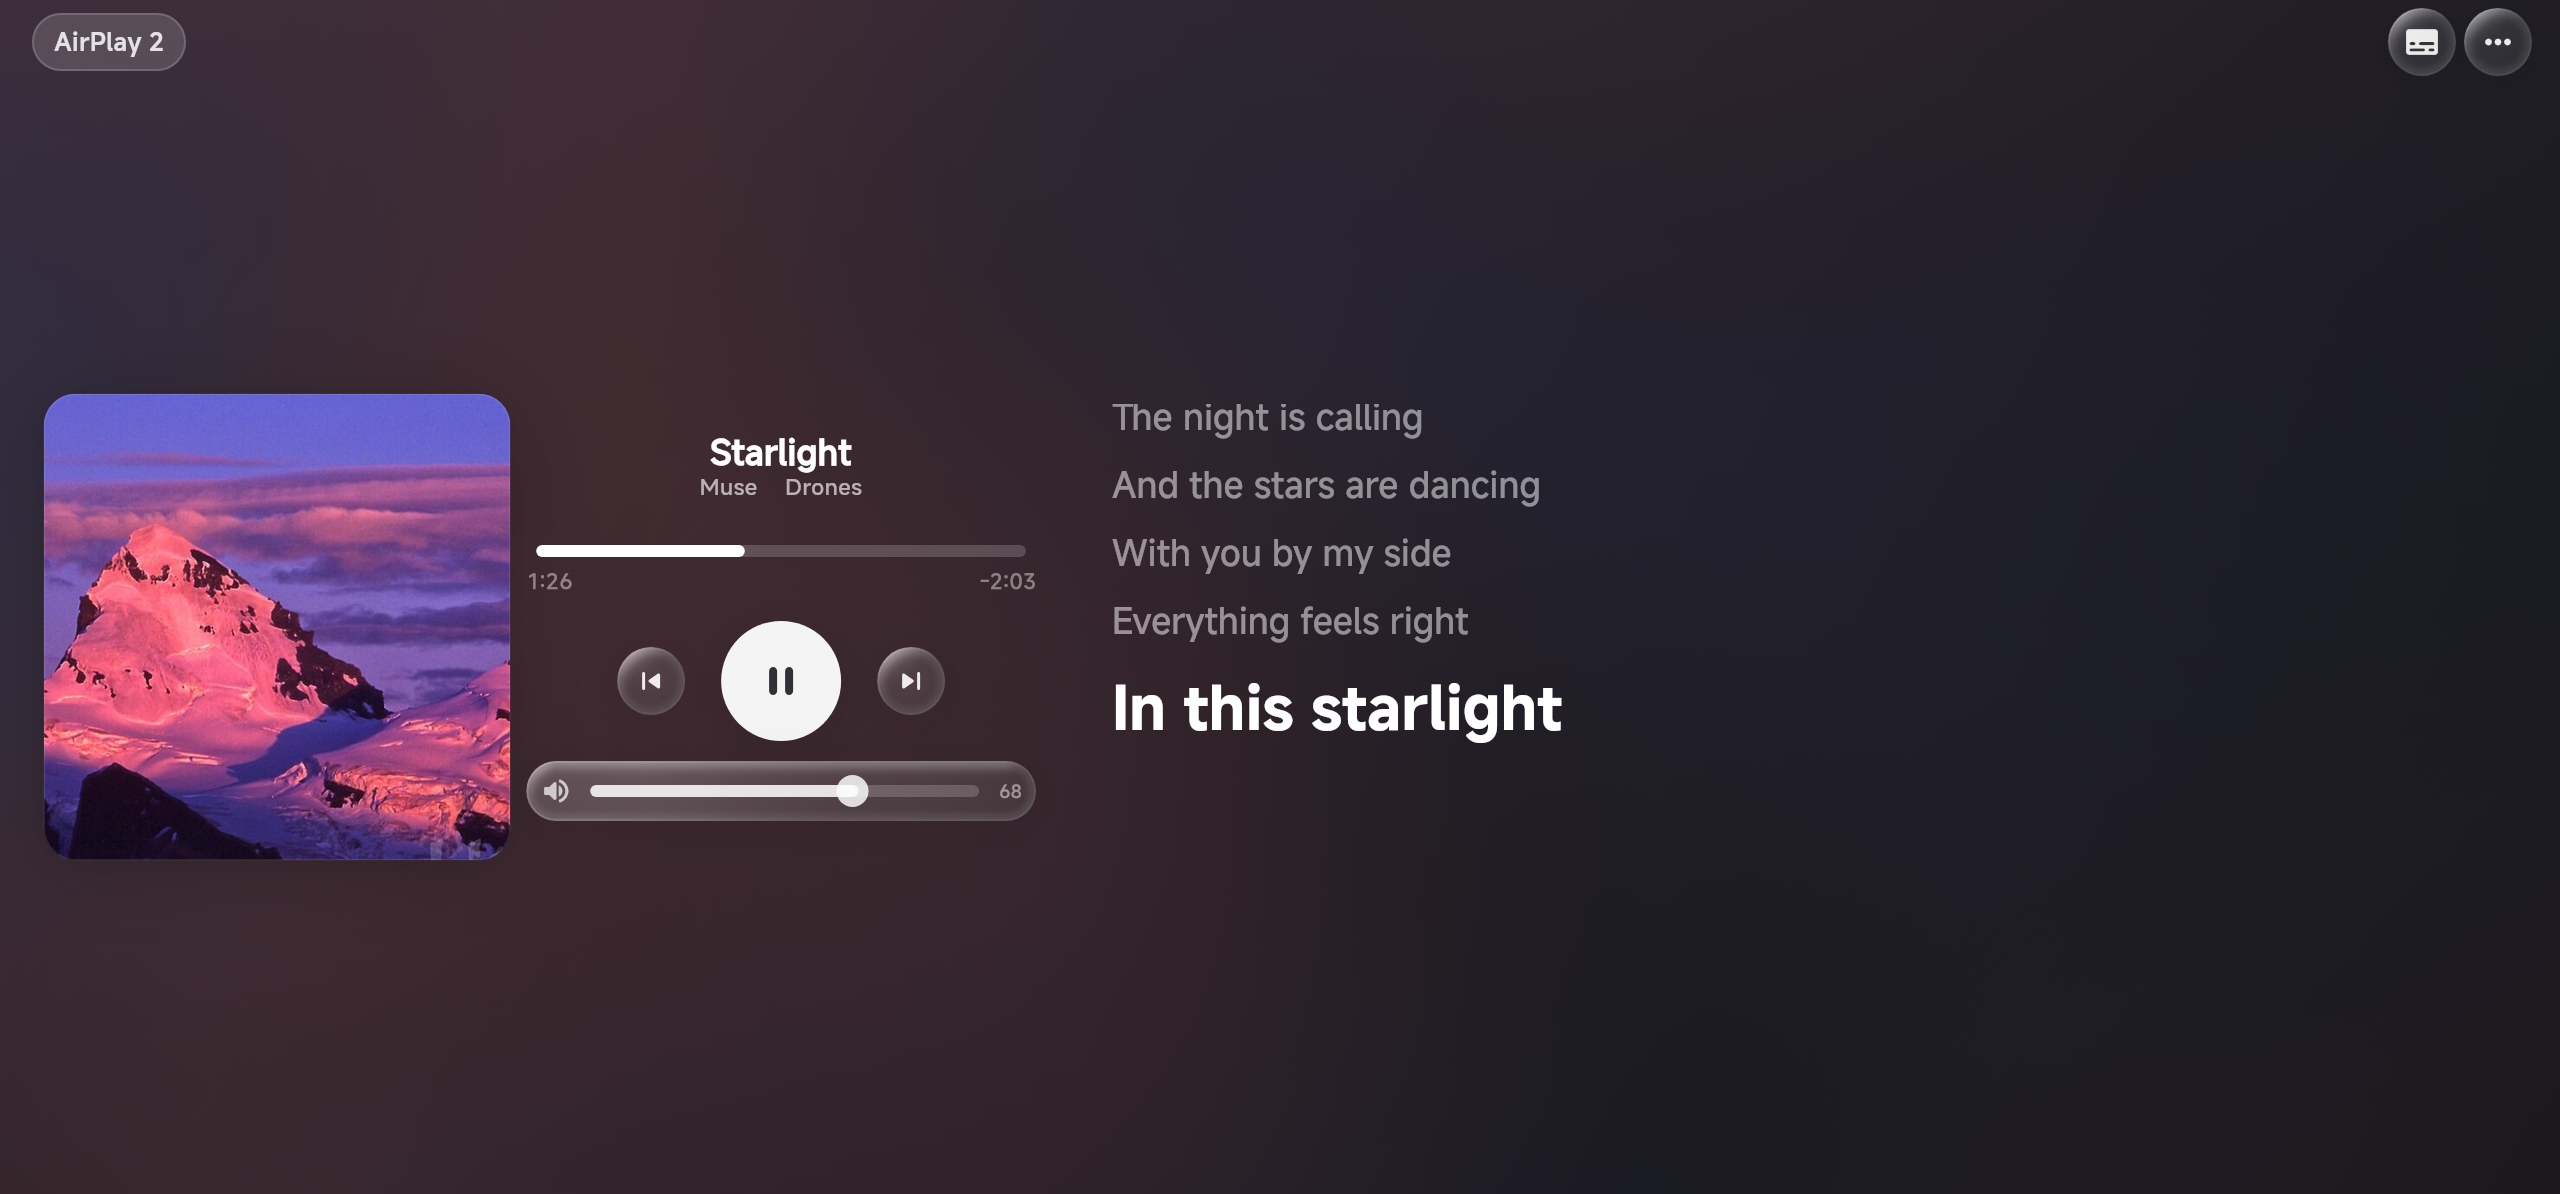 AirPlay 2
Starlight
Muse Drones
1:26
-2:03
68
The night is calling
And the stars are dancing
With you by my side
Everything feels right
In this starlight